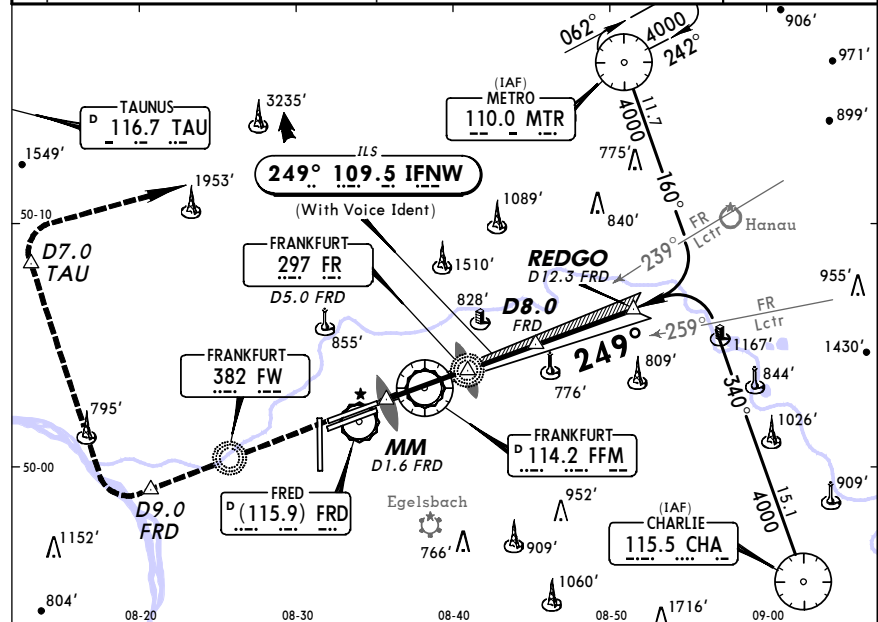 906'
062°
4000
242°
971'
TAUNUS
D 116.7 TAU
3235'
(IAF)
METRO
110.0 MTR
11.7
4000
899'
1549'
ILS
249° 109.5 IFNW
(With Voice Ident)
775'
1953'
1089'
160°
840'
Hanau
239° FR
Lctr
50-10
D7.0
TAU
FRANKFURT
297 FR
D5.0 FRD
1510'
REDGO
D12.3 FRD
955'
828'
D8.0
FRD
FR
259°
Lctr
855'
249°
1167'
1430'
FRANKFURT
382 FW
776'
809'
844'
340°
795'
MM
D1.6 FRD
1026'
FRANKFURT
D 114.2 FFM
50-00
D9.0
FRD
FRED
D (115.9) FRD
Egelsbach
952'
(IAF)
CHARLIE
115.5 CHA
15.1
4000
909'
1152'
766'
909'
804'
1060'
1716'
08-20
08-30
08-40
08-50
09-00